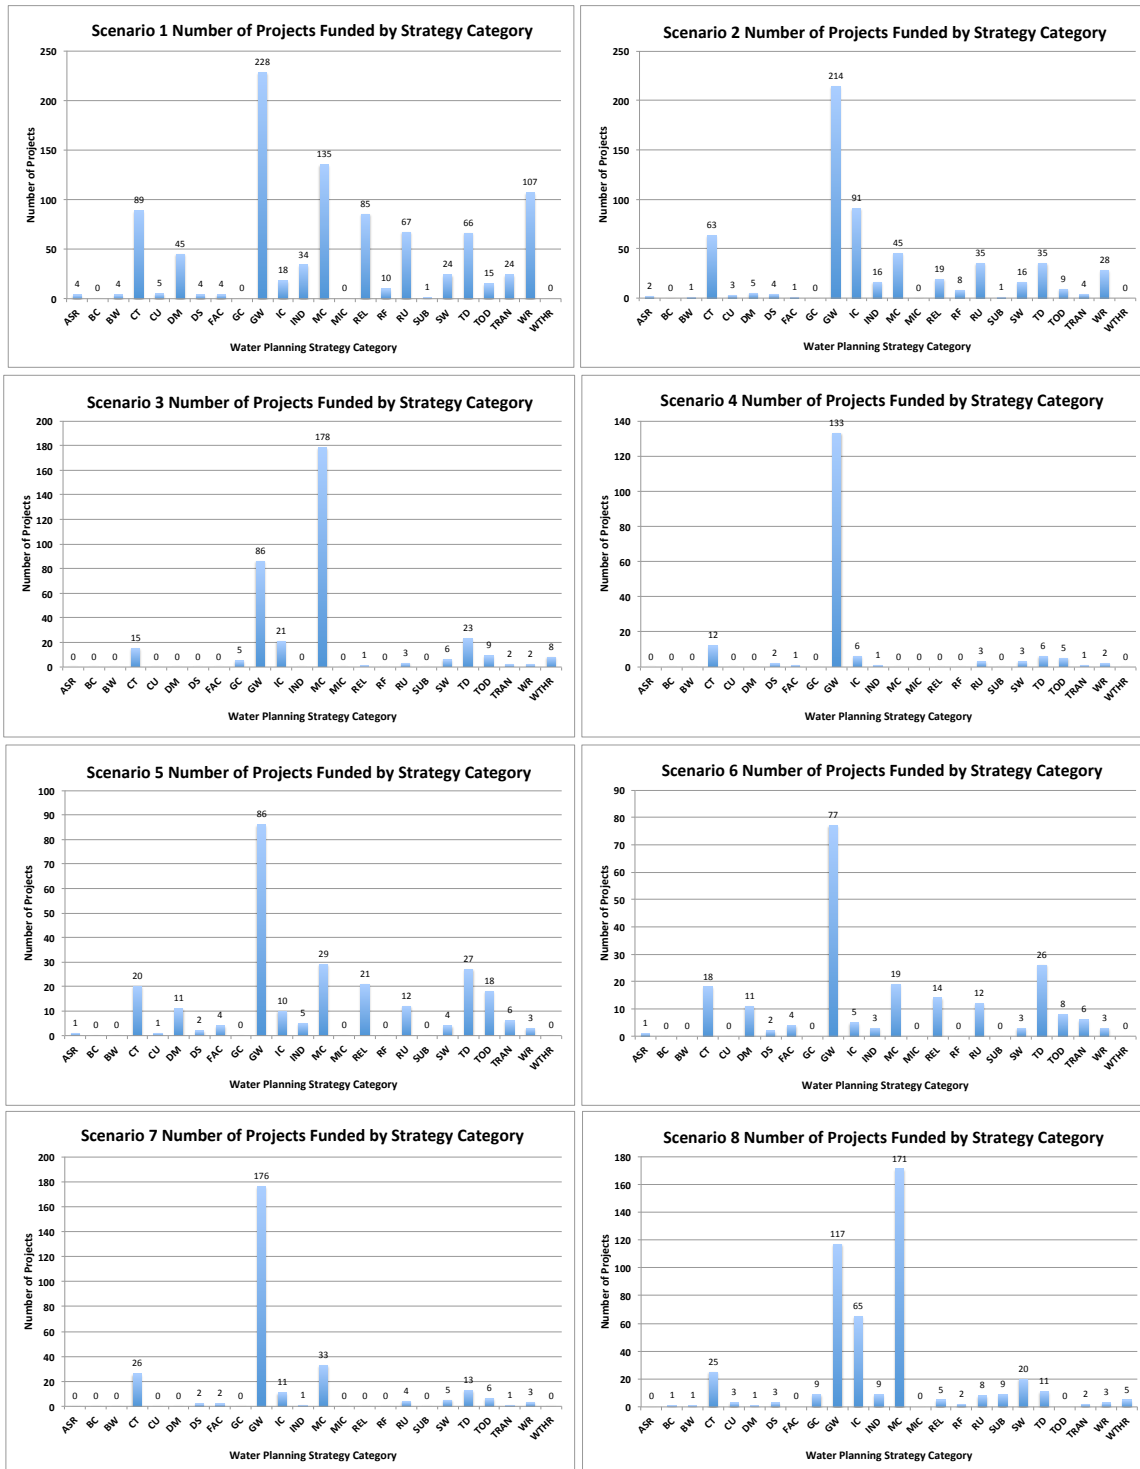 Scenario 1 Number of Projects Funded by Strategy Category
250
200
150
100
50
0
Number of Projects
4 0 4 89 5 45 4 4 0 228 18 34 135 0 85 10 67 1 24 66 15 24 107 0
ASR BC BW CT CU DM DS FAC GC GW IC IND MC MIC REL RF RU SUB SW TD TOD TRAN WR WTHR
Water Planning Strategy Category
Scenario 2 Number of Projects Funded by Strategy Category
250
200
150
100
50
0
Number of Projects
2 0 1 63 3 5 4 1 0 214 91 16 45 0 19 8 35 1 16 35 9 4 28 0
ASR BC BW CT CU DM DS FAC GC GW IC IND MC MIC REL RF RU SUB SW TD TOD TRAN WR WTHR
Water Planning Strategy Category
Scenario 3 Number of Projects Funded by Strategy Category
200
180
160
140
120
100
80
60
40
20
0
Number of Projects
0 0 0 15 0 0 0 0 5 86 21 0 178 0 1 0 3 0 6 23 9 2 2 8
ASR BC BW CT CU DM DS FAC GC GW IC IND MC MIC REL RF RU SUB SW TD TOD TRAN WR WTHR
Water Planning Strategy Category
Scenario 4 Number of Projects Funded by Strategy Category
140
120
100
80
60
40
20
0
Number of Projects
0 0 0 12 0 0 2 1 0 133 6 1 0 0 0 0 3 0 3 6 5 1 2 0
ASR BC BW CT CU DM DS FAC GC GW IC IND MC MIC REL RF RU SUB SW TD TOD TRAN WR WTHR
Water Planning Strategy Category
Scenario 5 Number of Projects Funded by Strategy Category
100
90
80
70
60
50
40
30
20
10
0
Number of Projects
1 0 0 20 1 11 2 4 0 86 10 5 29 0 21 0 12 0 4 27 18 6 3 0
ASR BC BW CT CU DM DS FAC GC GW IC IND MC MIC REL RF RU SUB SW TD TOD TRAN WR WTHR
Water Planning Strategy Category
Scenario 6 Number of Projects Funded by Strategy Category
90
80
70
60
50
40
30
20
10
0
Number of Projects
1 0 0 18 0 11 2 4 0 77 5 3 19 0 14 0 12 0 3 26 8 6 3 0
ASR BC BW CT CU DM DS FAC GC GW IC IND MC MIC REL RF RU SUB SW TD TOD TRAN WR WTHR
Water Planning Strategy Category
Scenario 7 Number of Projects Funded by Strategy Category
200
180
160
140
120
100
80
60
40
20
0
Number of Projects
0 0 0 26 0 0 2 2 0 176 11 1 33 0 0 0 4 0 5 13 6 1 3 0
ASR BC BW CT CU DM DS FAC GC GW IC IND MC MIC REL RF RU SUB SW TD TOD TRAN WR WTHR
Water Planning Strategy Category
Scenario 8 Number of Projects Funded by Strategy Category
180
160
140
120
100
80
60
40
20
0
Number of Projects
0 1 1 25 3 1 3 0 9 117 65 9 171 0 5 2 8 9 20 11 0 2 3 5
ASR BC BW CT CU DM DS FAC GC GW IC IND MC MIC REL RF RU SUB SW TD TOD TRAN WR WTHR
Water Planning Strategy Category